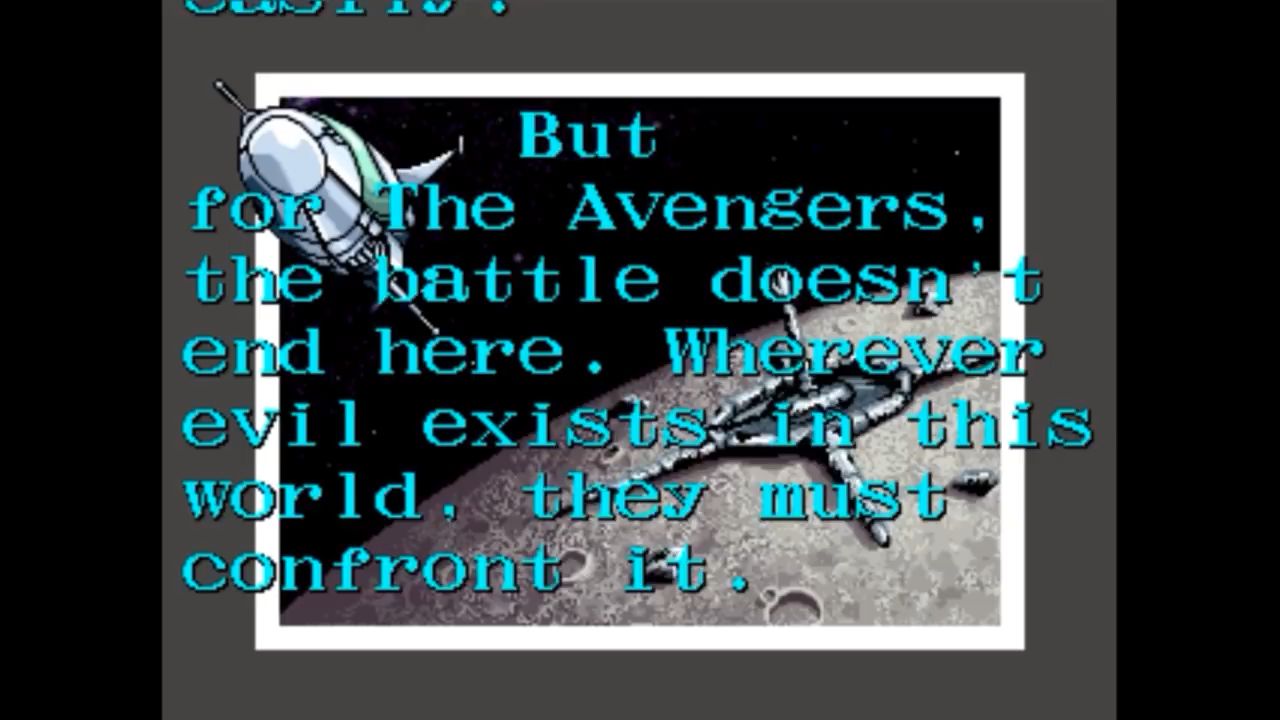 easily.
But
for The Avengers,
the battle doesn't
end here. Wherever
evil exists in this
world, they must
confront it.